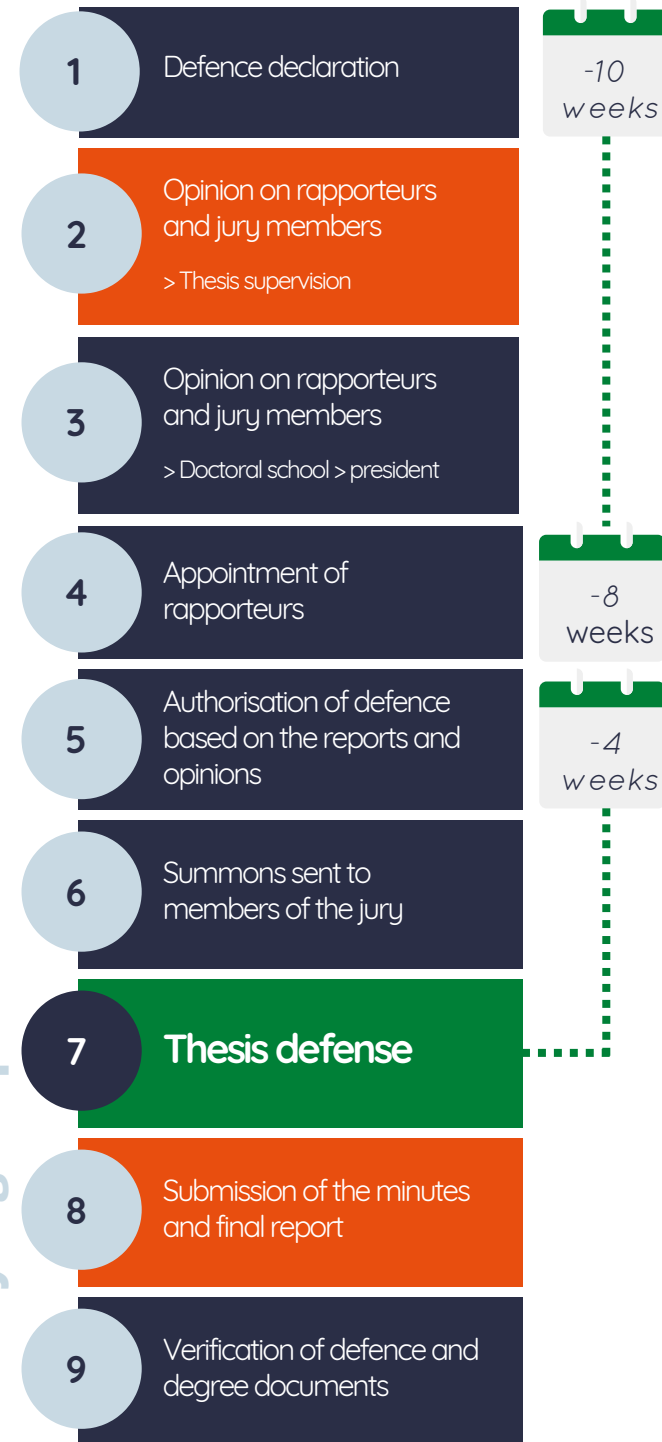 1
Defence declaration
-10
weeks
2
Opinion on rapporteurs
and jury members
> Thesis supervision
3
Opinion on rapporteurs
and jury members
> Doctoral school > president
4
Appointment of
rapporteurs
-8
weeks
5
Authorisation of defence
based on the reports and
opinions
-4
weeks
6
Summons sent to
members of the jury
7
Thesis defense
8
Submission of the minutes
and final report
9
Verification of defence and
degree documents